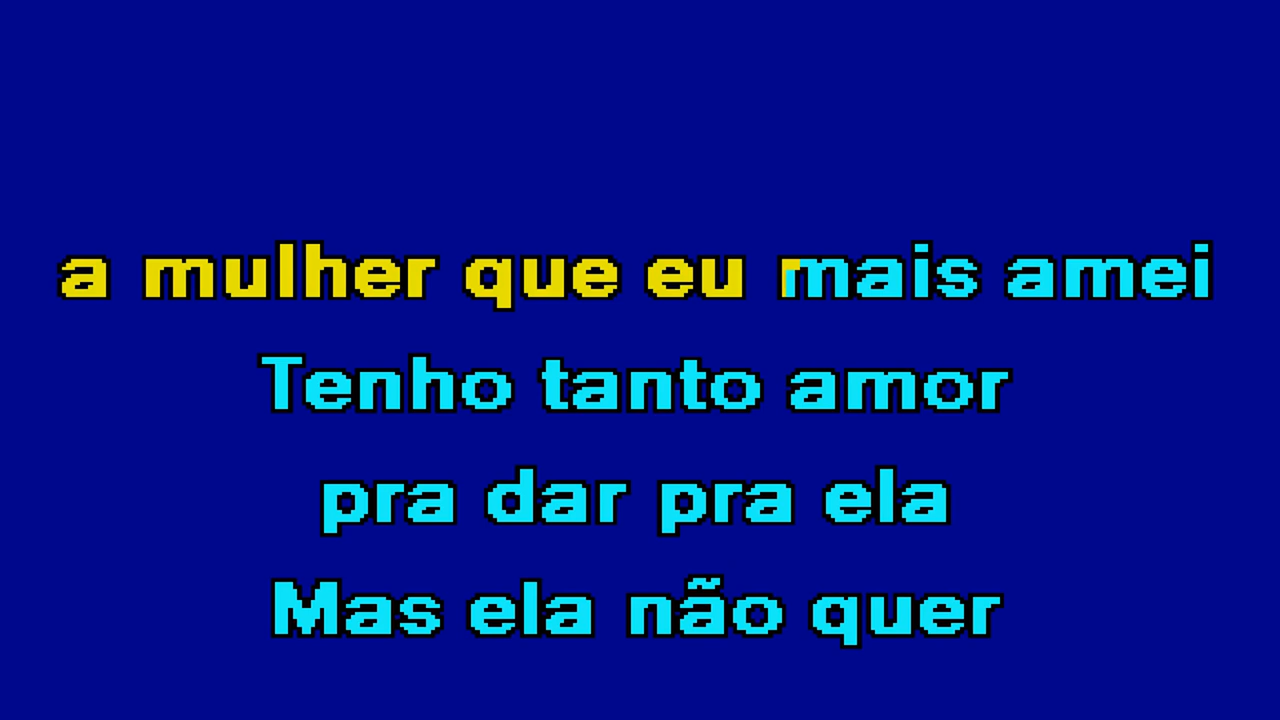 a mulher que eu mais amei
Tenho tanto amor
pra dar pra ela
Mas ela não quer